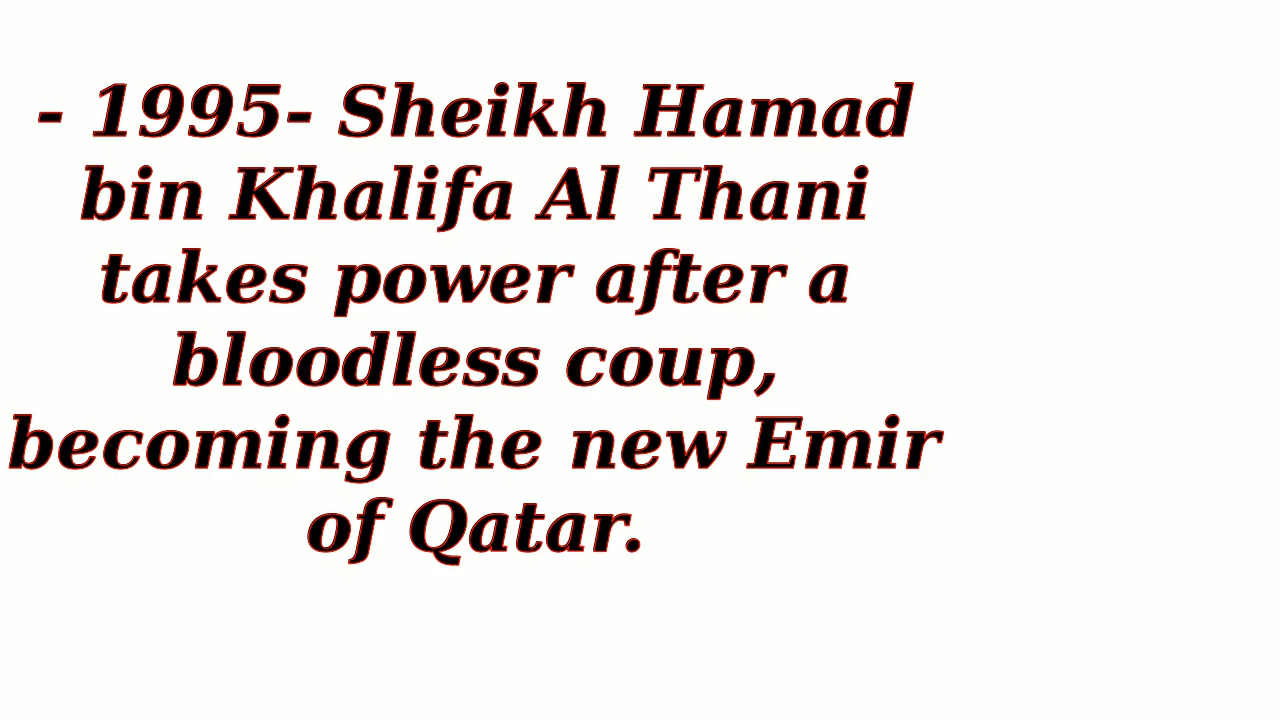 - 1995- Sheikh Hamad
bin Khalifa Al Thani
takes power after a
bloodless coup,
becoming the new Emir
of Qatar.